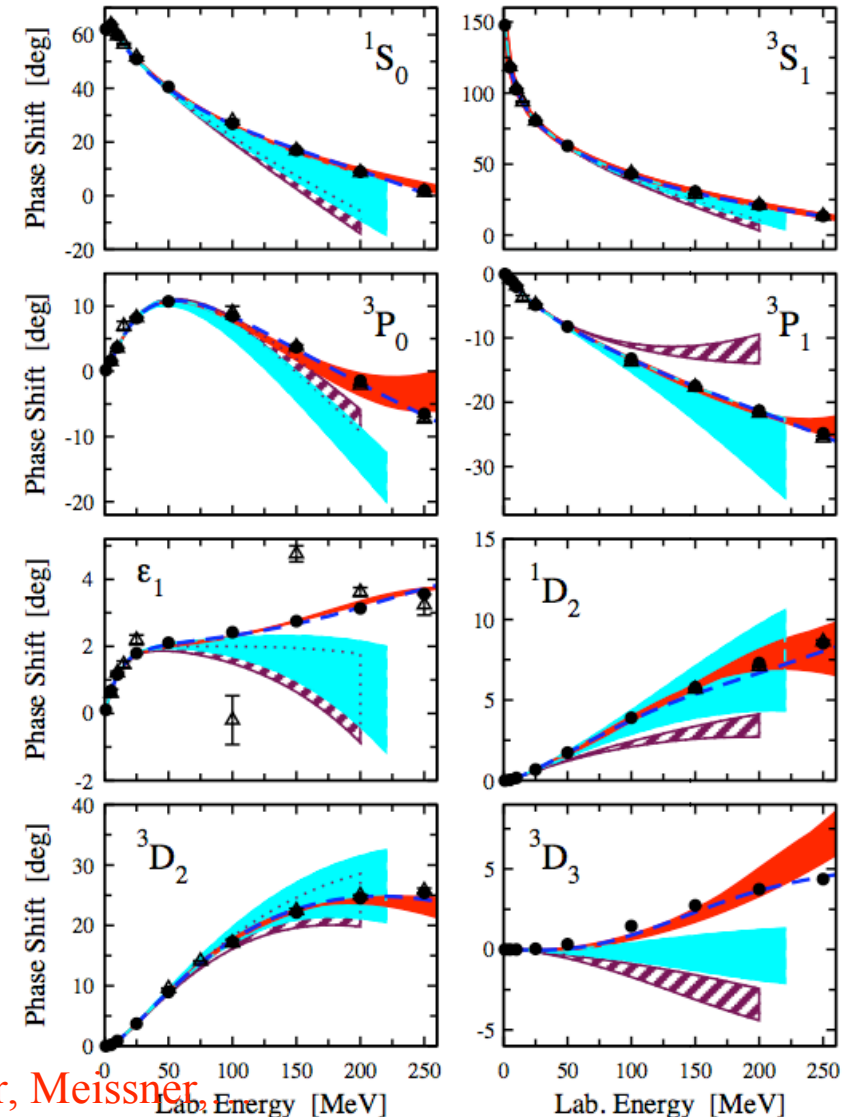 Phase Shift [deg]
60
40
20
0
-20
¹S₀
150
100
50
0
³S₁
Phase Shift [deg]
10
0
-10
-20
³P₀
0
-10
-20
-30
³P₁
Phase Shift [deg]
4
2
0
-2
ε₁
15
10
5
0
¹D₂
Phase Shift [deg]
40
30
20
10
0
³D₂
5
0
-5
³D₃
0 50 100 150 200 250
0 50 100 150 200 250
Meissner,
Lab. Energy [MeV]
Lab. Energy [MeV]